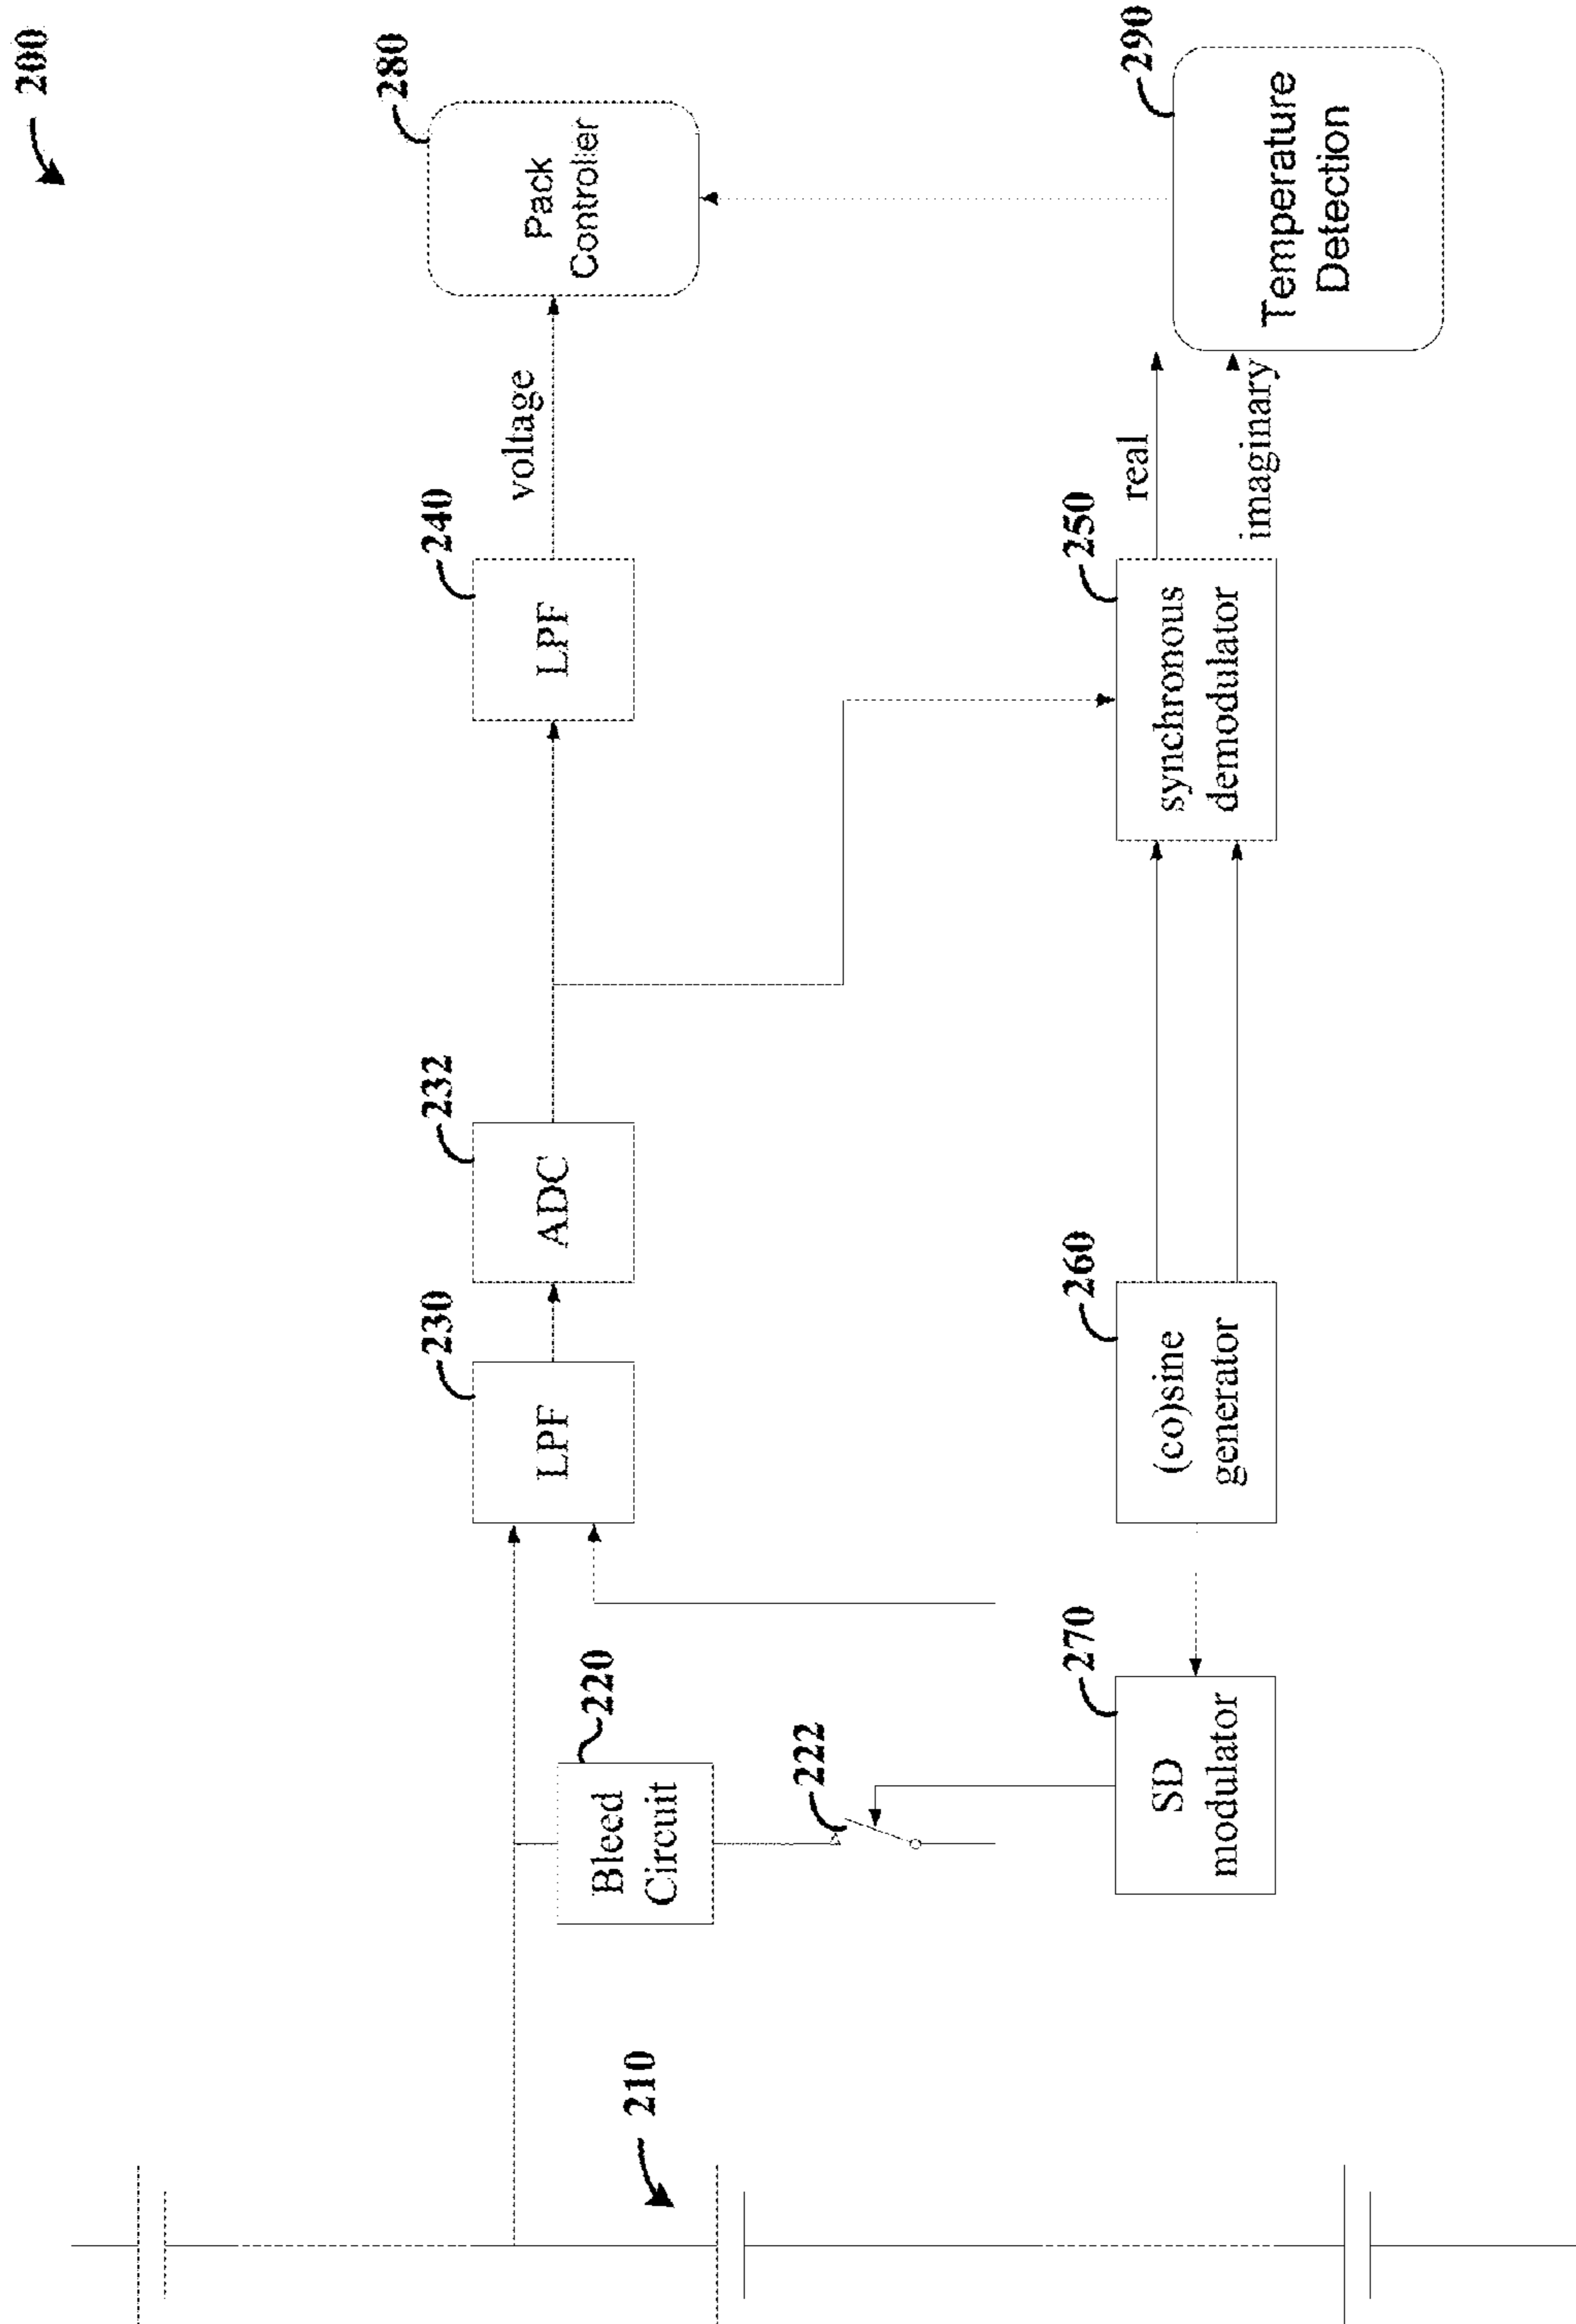 200
280
Pack
Controller
290
Temperature
Detection
voltage
240
LPF
real
imaginary
250
synchronous
demodulator
232
ADC
230
LPF
260
(co)sine
generator
220
Bleed
Circuit
222
270
SD
modulator
210